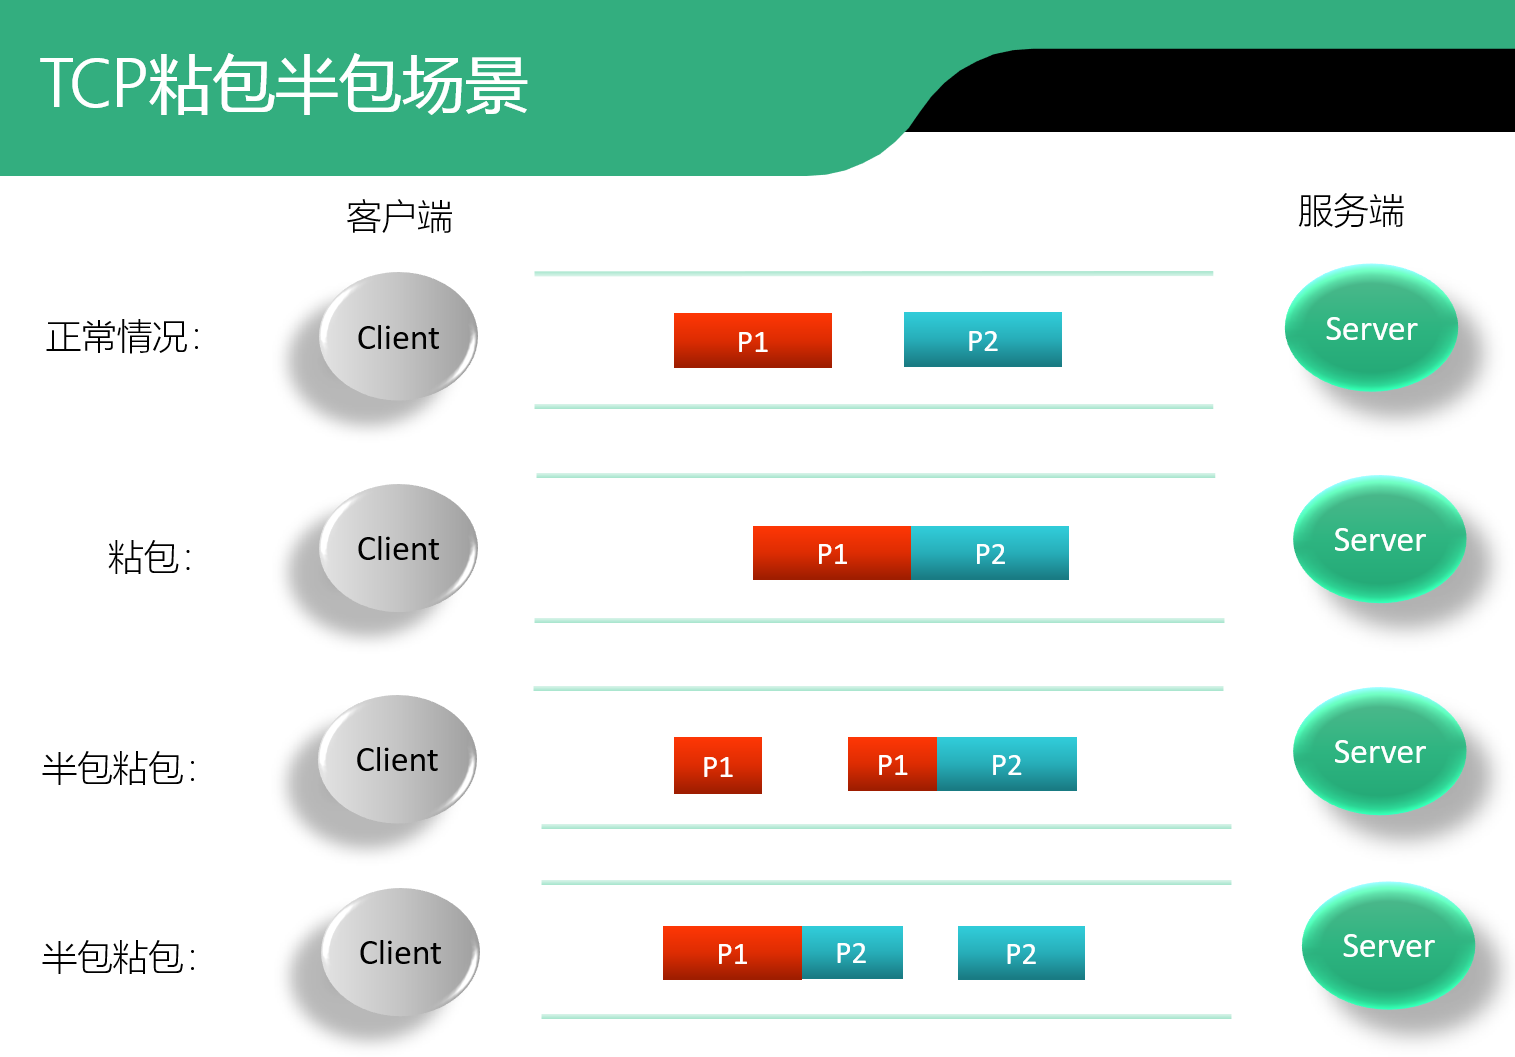 TCP粘包半包场景
客户端
服务端
正常情况：
Client
P1
P2
Server
粘包：
Client
P1
P2
Server
半包粘包：
Client
P1
P1
P2
Server
半包粘包：
Client
P1
P2
P2
Server